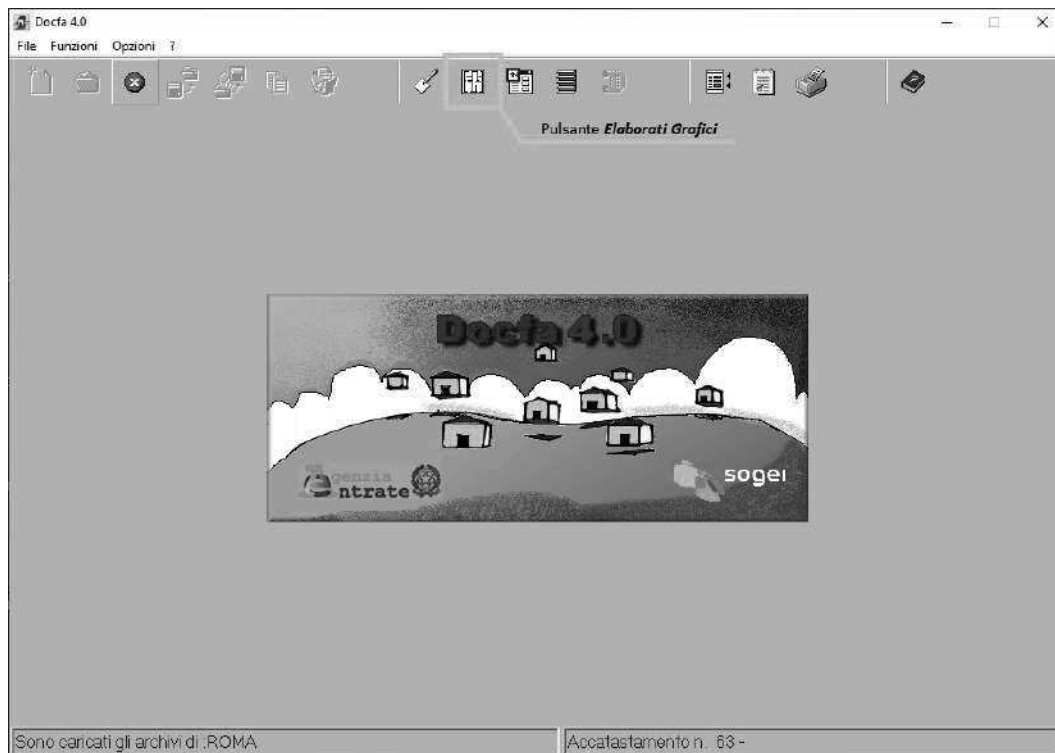 Docfa 4.0
File Funzioni Opzioni ?
Pulsante Elaborati Grafici
Docfa 4.0
genzia
ntrate
sogei
Sono caricati gli archivi di :ROMA
Accatastamento n. 63 -